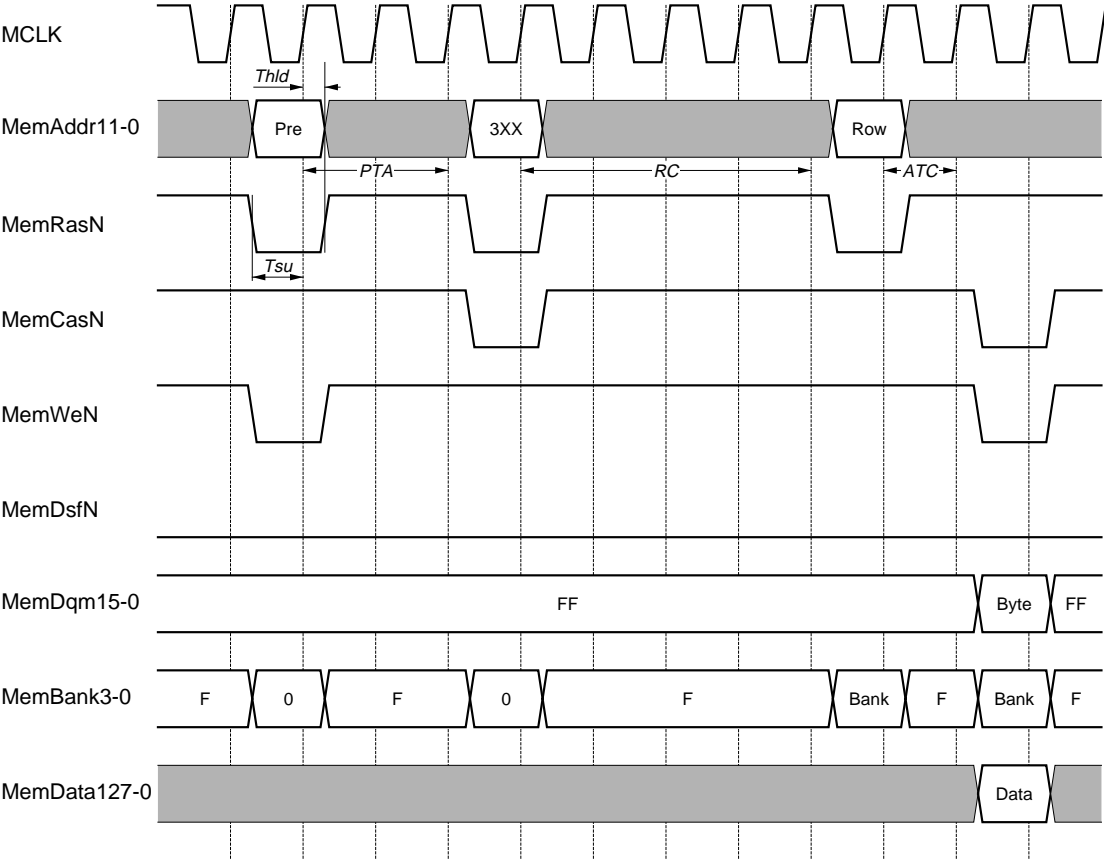 MCLK
Thld
MemAddr11-0
Pre
3XX
Row
PTA
RC
ATC
MemRasN
Tsu
MemCasN
MemWeN
MemDsfN
MemDqm15-0
FF
Byte
FF
MemBank3-0
F
0
F
0
F
Bank
F
Bank
F
MemData127-0
Data